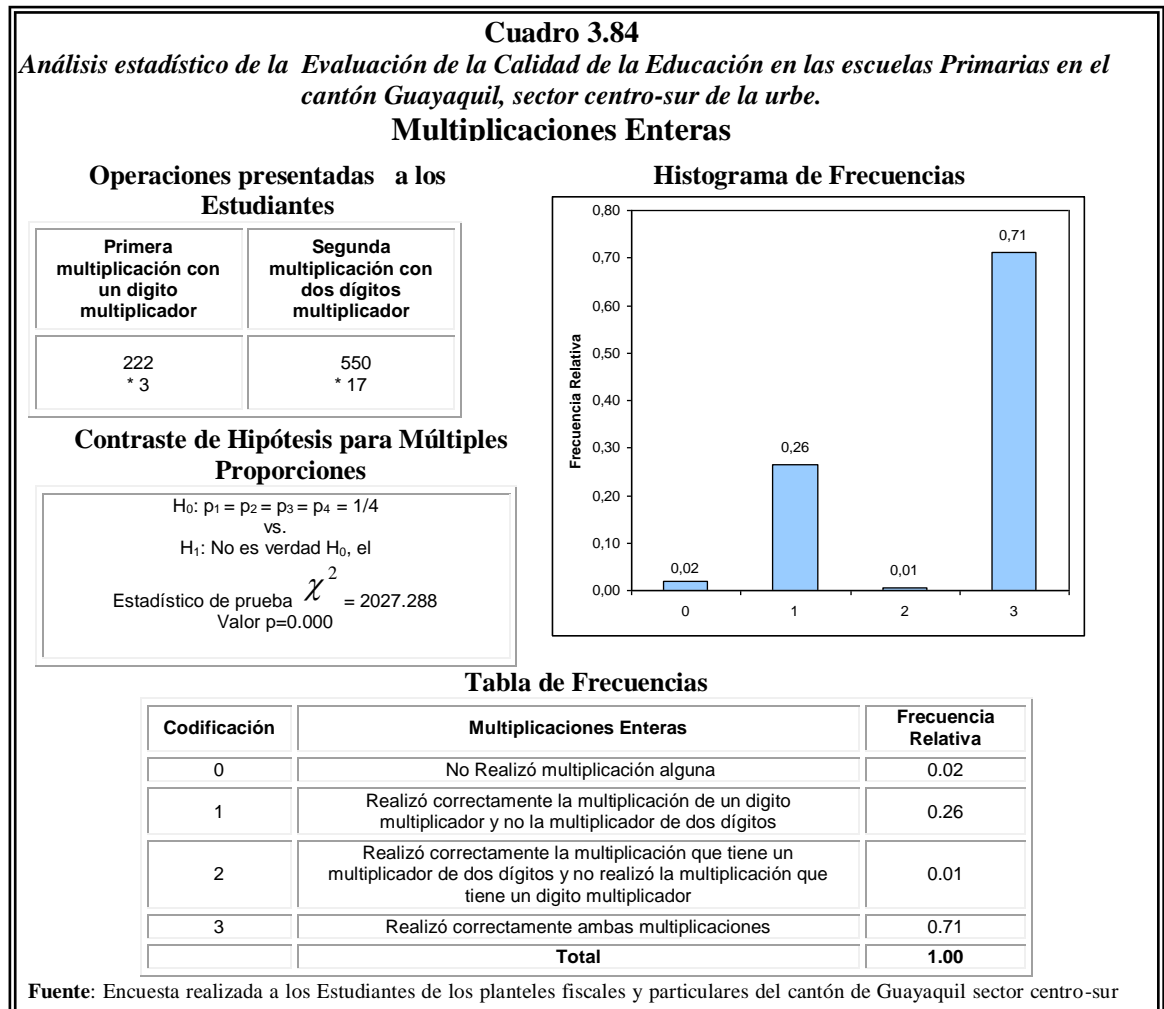 Cuadro 3.84
Análisis estadístico de la Evaluación de la Calidad de la Educación en las escuelas Primarias en el
cantón Guayaquil, sector centro-sur de la urbe.
Multiplicaciones Enteras
Operaciones presentadas a los
Estudiantes
Primera
multiplicación con
un digito
multiplicador
Segunda
multiplicación con
dos dígitos
multiplicador
222
* 3
550
* 17
Contraste de Hipótesis para Múltiples
Proporciones
H₀: p₁ = p₂ = p₃ = p₄ = 1/4
vs.
H₁: No es verdad H₀, el
Estadístico de prueba χ² = 2027.288
Valor p=0.000
Histograma de Frecuencias
Frecuencia Relativa
0,80
0,70
0,60
0,50
0,40
0,30
0,20
0,10
0,00
0,02
0,26
0,01
0,71
0
1
2
3
Tabla de Frecuencias
Codificación
Multiplicaciones Enteras
Frecuencia
Relativa
0
No Realizó multiplicación alguna
0.02
1
Realizó correctamente la multiplicación de un digito
multiplicador y no la multiplicador de dos dígitos
0.26
2
Realizó correctamente la multiplicación que tiene un
multiplicador de dos dígitos y no realizó la multiplicación que
tiene un digito multiplicador
0.01
3
Realizó correctamente ambas multiplicaciones
0.71
Total
1.00
Fuente: Encuesta realizada a los Estudiantes de los planteles fiscales y particulares del cantón de Guayaquil sector centro-sur